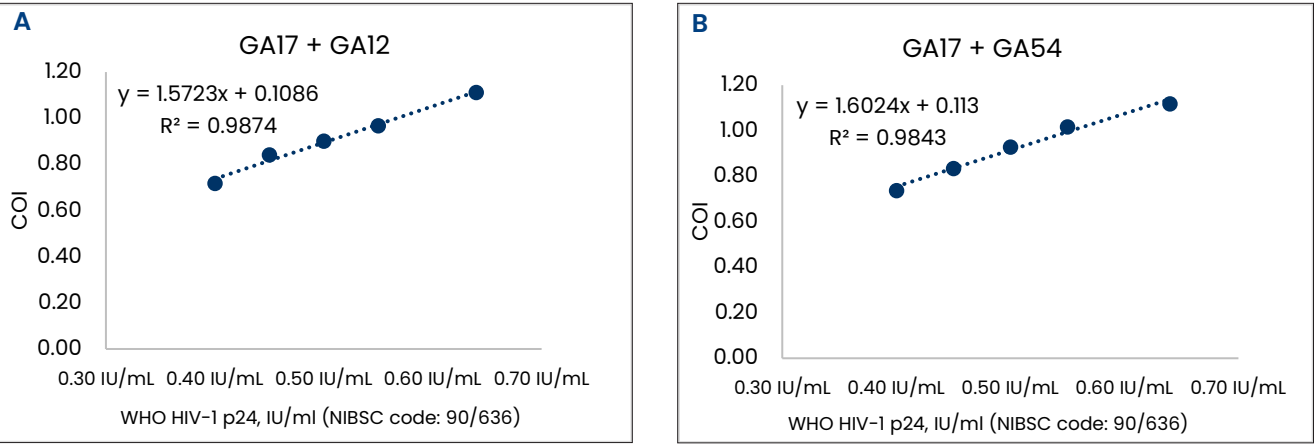 A
GA17 + GA12
y = 1.5723x + 0.1086
R² = 0.9874
1.20
1.00
0.80
0.60
0.40
0.20
0.00
COI
0.30 IU/mL 0.40 IU/mL 0.50 IU/mL 0.60 IU/mL 0.70 IU/mL
WHO HIV-1 p24, IU/ml (NIBSC code: 90/636)
B
GA17 + GA54
y = 1.6024x + 0.113
R² = 0.9843
1.20
1.00
0.80
0.60
0.40
0.20
0.00
COI
0.30 IU/mL 0.40 IU/mL 0.50 IU/mL 0.60 IU/mL 0.70 IU/mL
WHO HIV-1 p24, IU/ml (NIBSC code: 90/636)